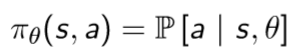 π_θ(s, a) = ℙ [a | s, θ]